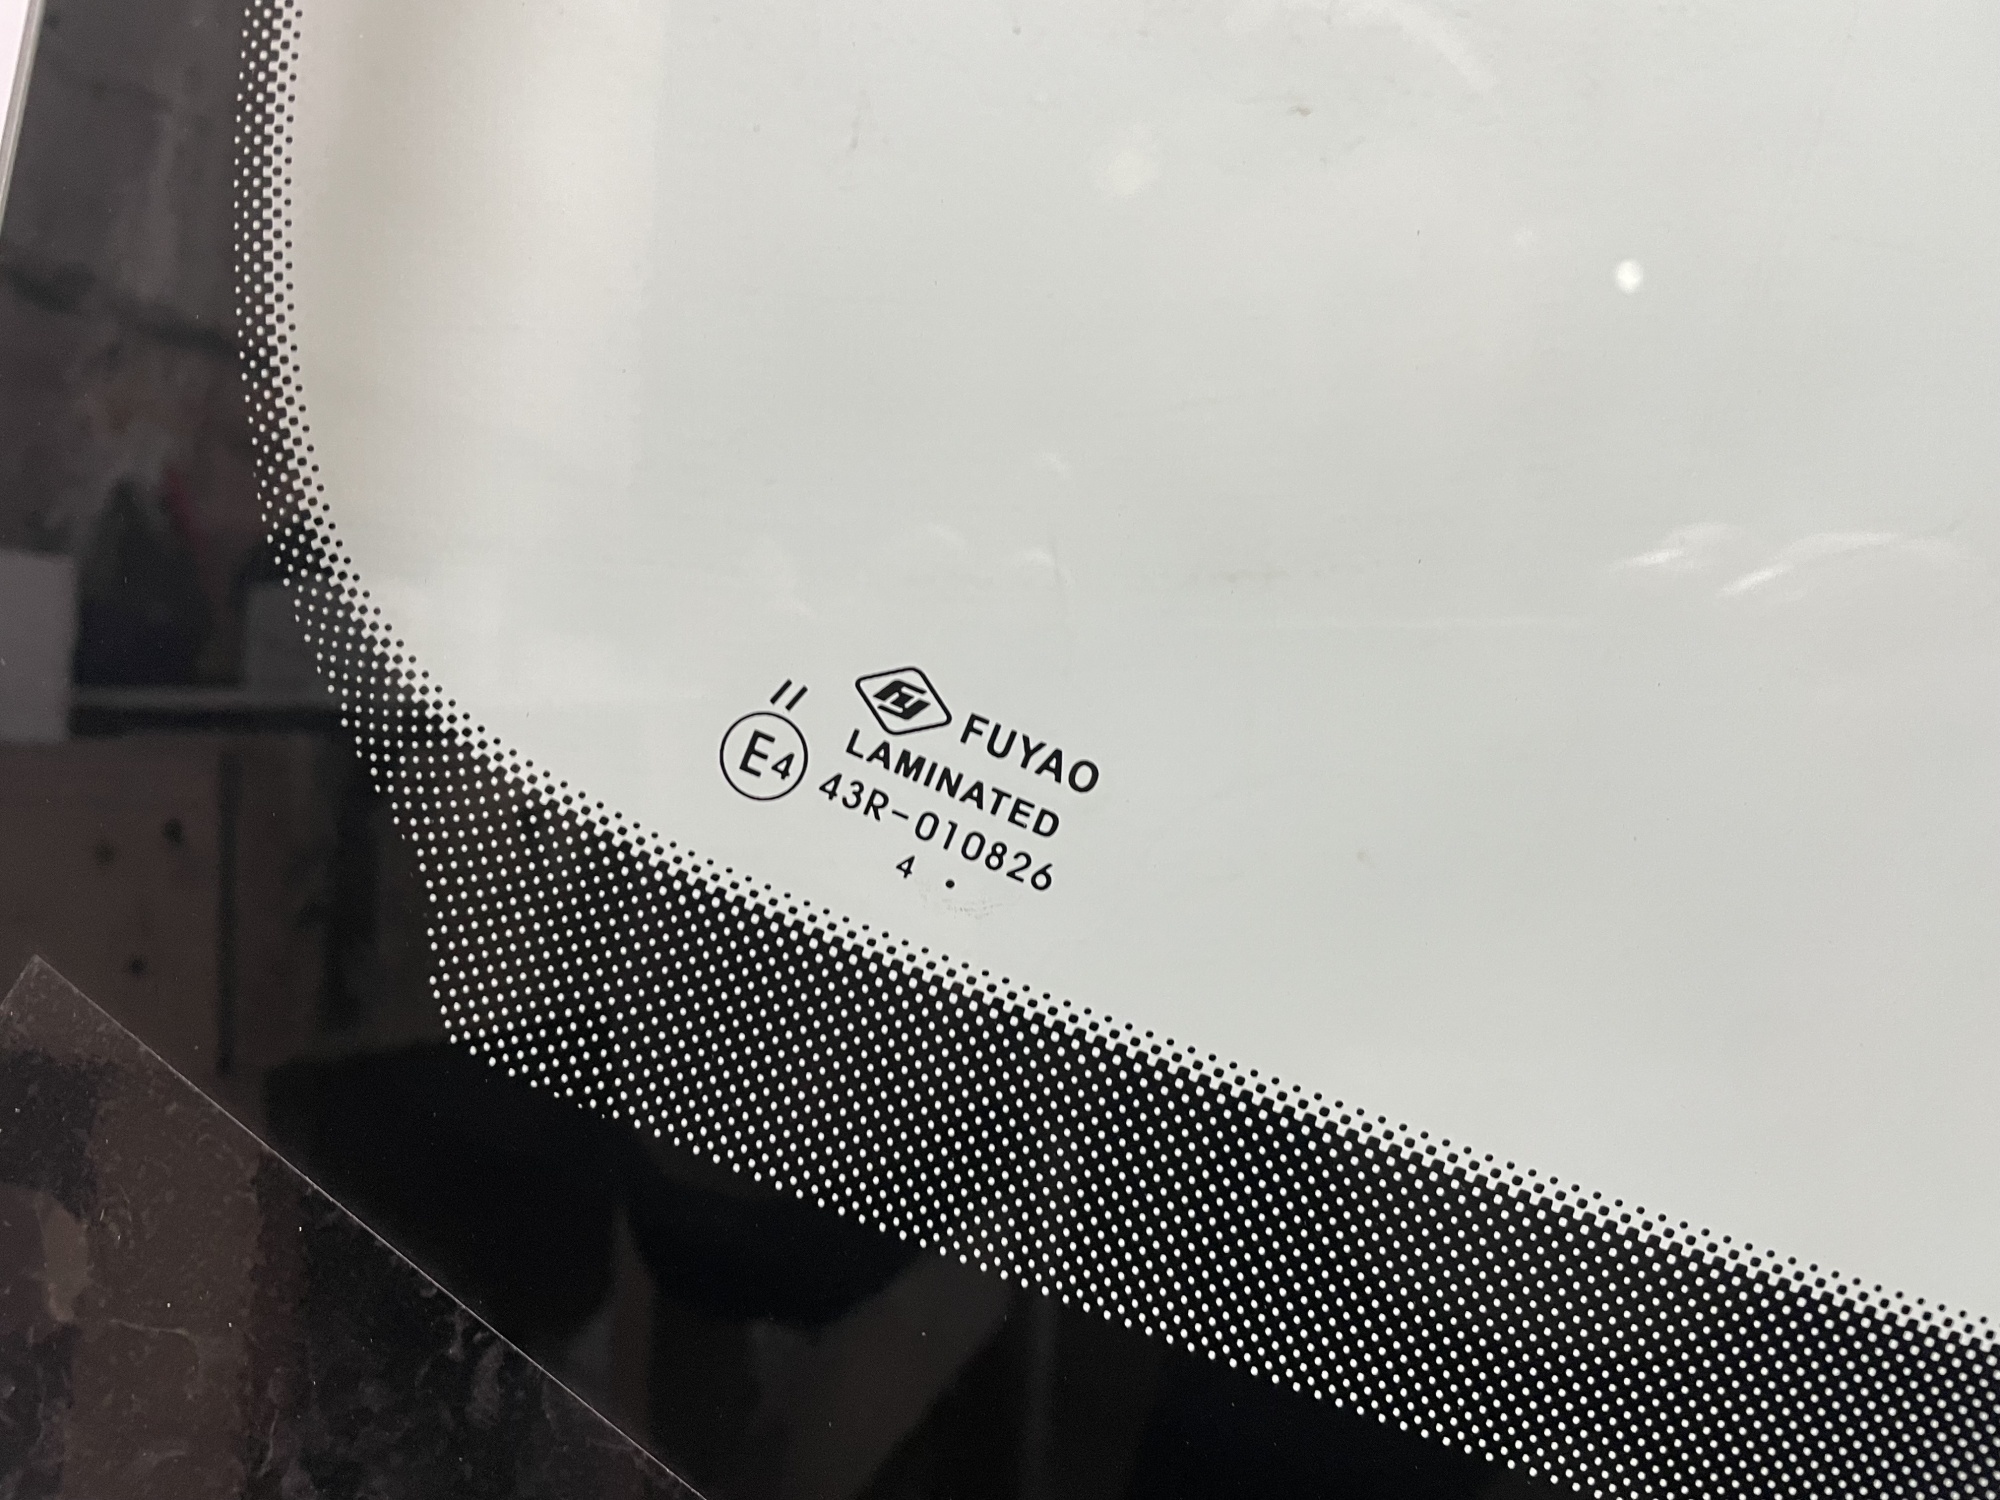 II
FUYAO
LAMINATED
E4
43R-010826
4 .